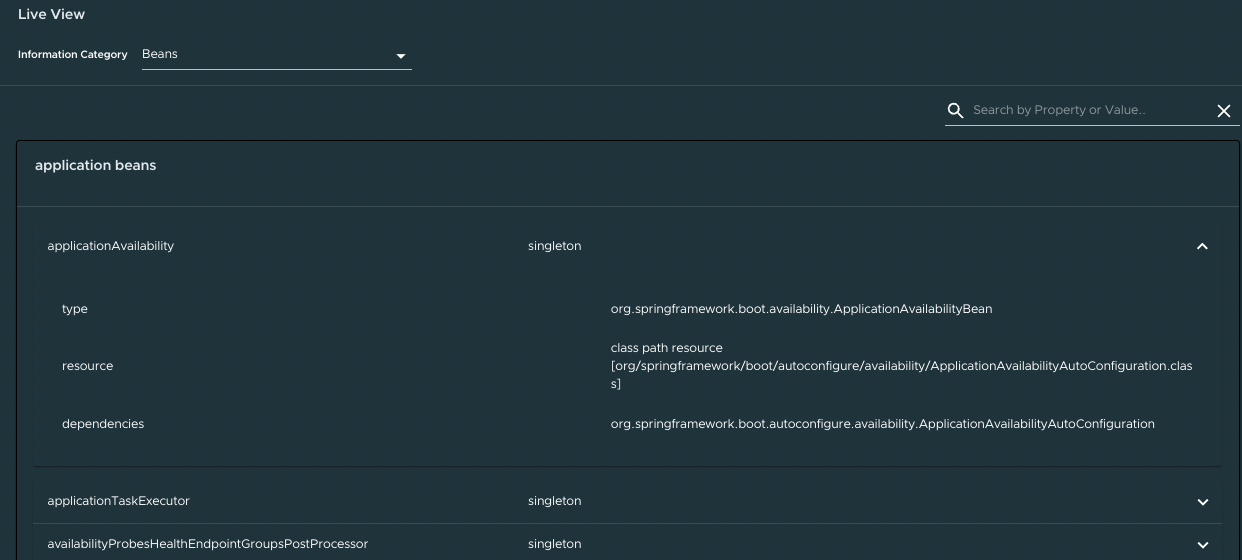 Live View
Information Category Beans
Search by Property or Value..
application beans
applicationAvailability singleton
type org.springframework.boot.availability.ApplicationAvailabilityBean
class path resource
resource [org/springframework/boot/autoconfigure/availability/ApplicationAvailabilityAutoConfiguration.clas
s]
dependencies org.springframework.boot.autoconfigure.availability.ApplicationAvailabilityAutoConfiguration
applicationTaskExecutor singleton
availabilityProbesHealthEndpointGroupsPostProcessor singleton